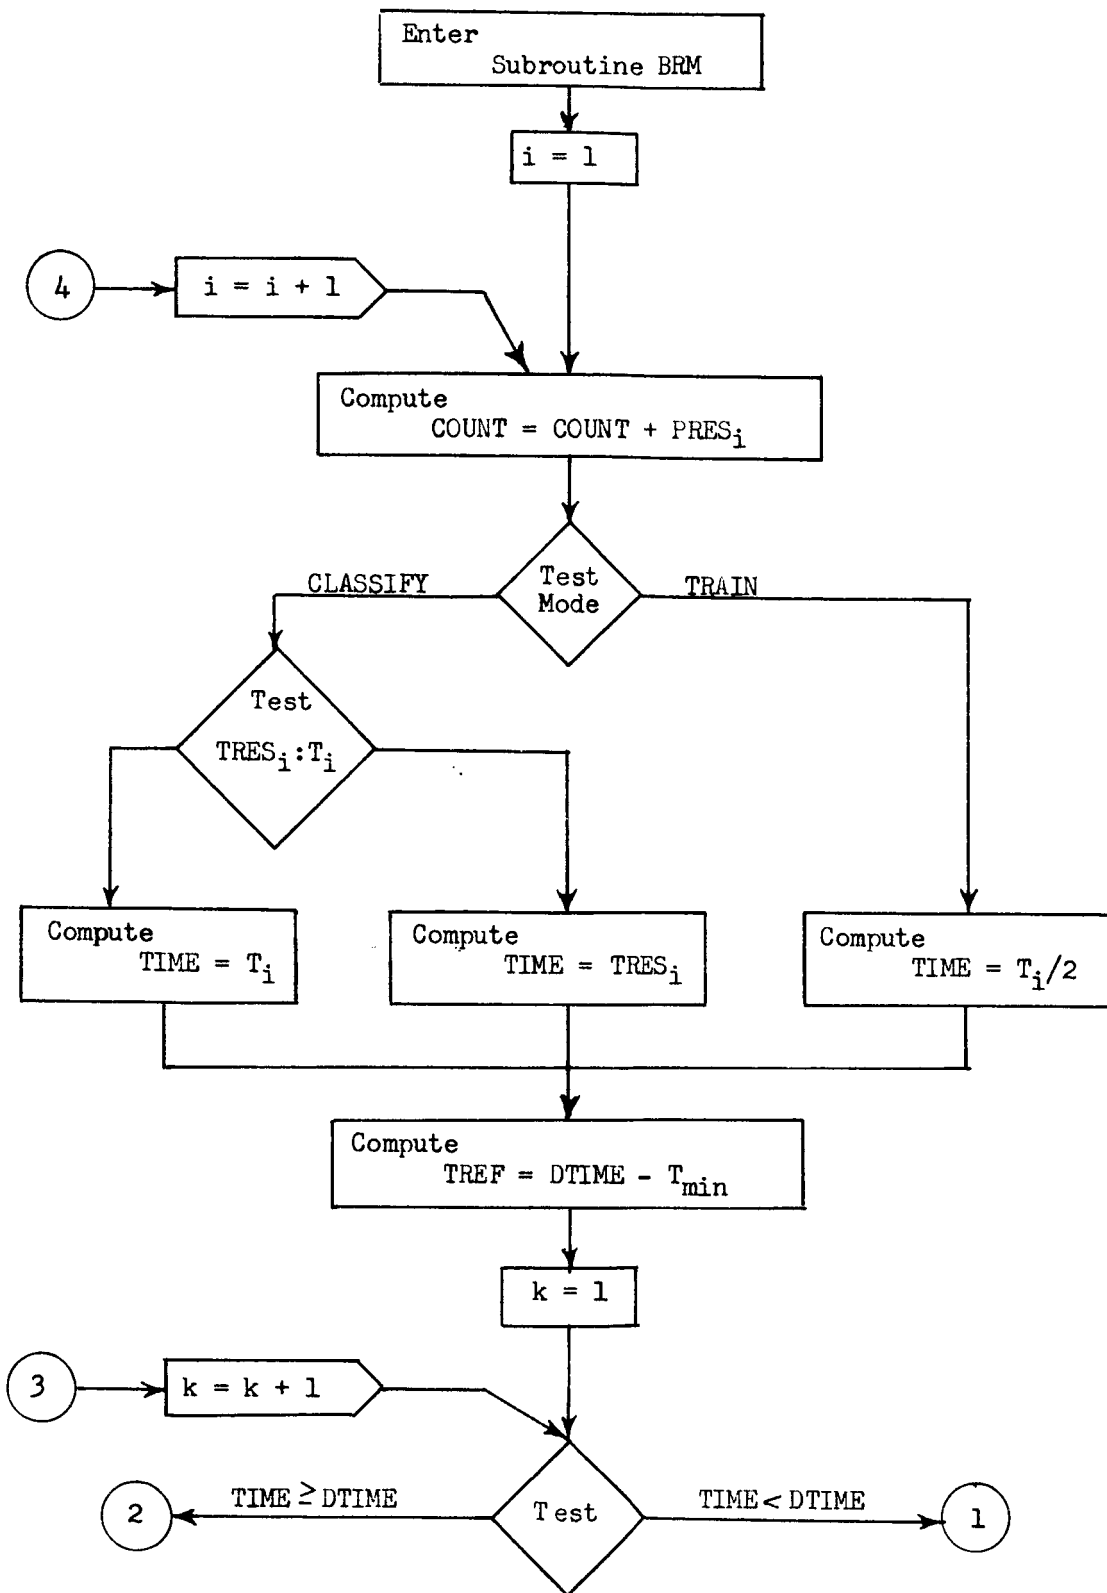 Enter
Subroutine BRM
i = 1
4
i = i + 1
Compute
COUNT = COUNT + PRESi
CLASSIFY
Test
Mode
TRAIN
Test
TRESi:Ti
Compute
TIME = Ti
Compute
TIME = TRESi
Compute
TIME = Ti/2
Compute
TREF = DTIME - Tmin
k = 1
3
k = k + 1
2
TIME ≥ DTIME
Test
TIME < DTIME
1